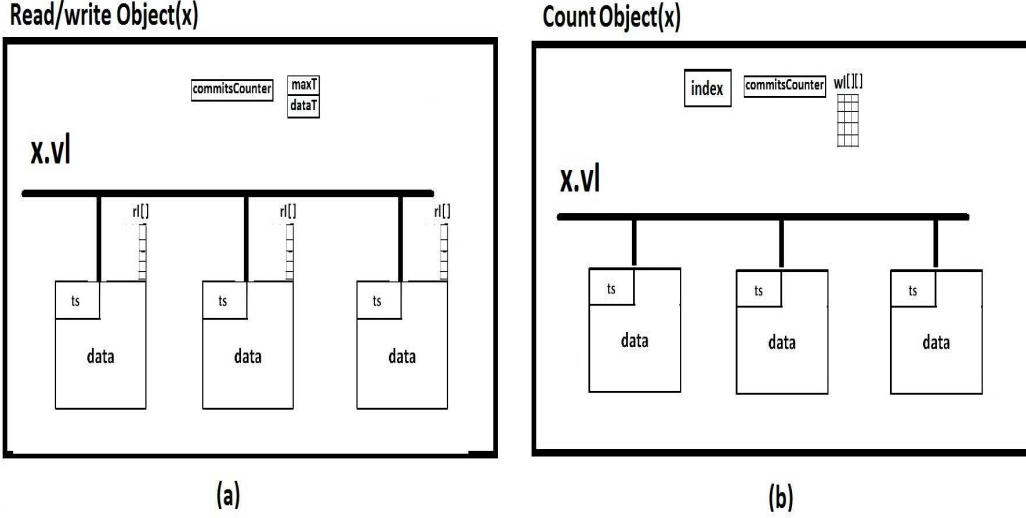 Read/write Object(x)
commitsCounter
maxT
dataT
x.vl
rl[]
rl[]
rl[]
ts
ts
ts
data
data
data
(a)
Count Object(x)
index
commitsCounter
wl[][]
x.vl
ts
ts
ts
data
data
data
(b)